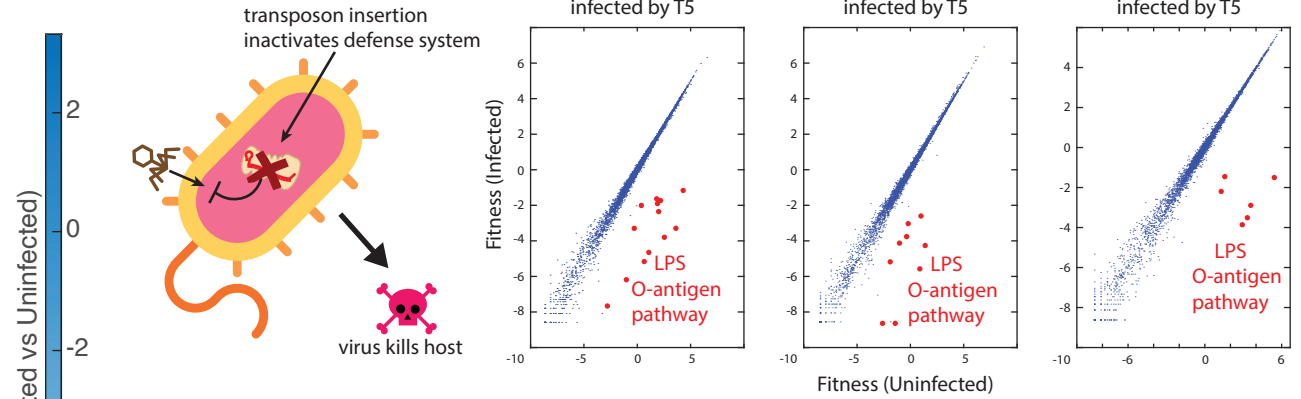 transposon insertion
inactivates defense system
virus kills host
2
0
-2
vs Uninfected)
infected by T5
Fitness (Infected)
6
4
2
0
-2
-4
-6
-8
-10
-5
0
5
LPS
O-antigen
pathway
infected by T5
6
4
2
0
-2
-4
-6
-8
-10
-5
0
5
LPS
O-antigen
pathway
Fitness (Uninfected)
infected by T5
4
2
0
-2
-4
-6
-8
-10
-6
0
6
LPS
O-antigen
pathway